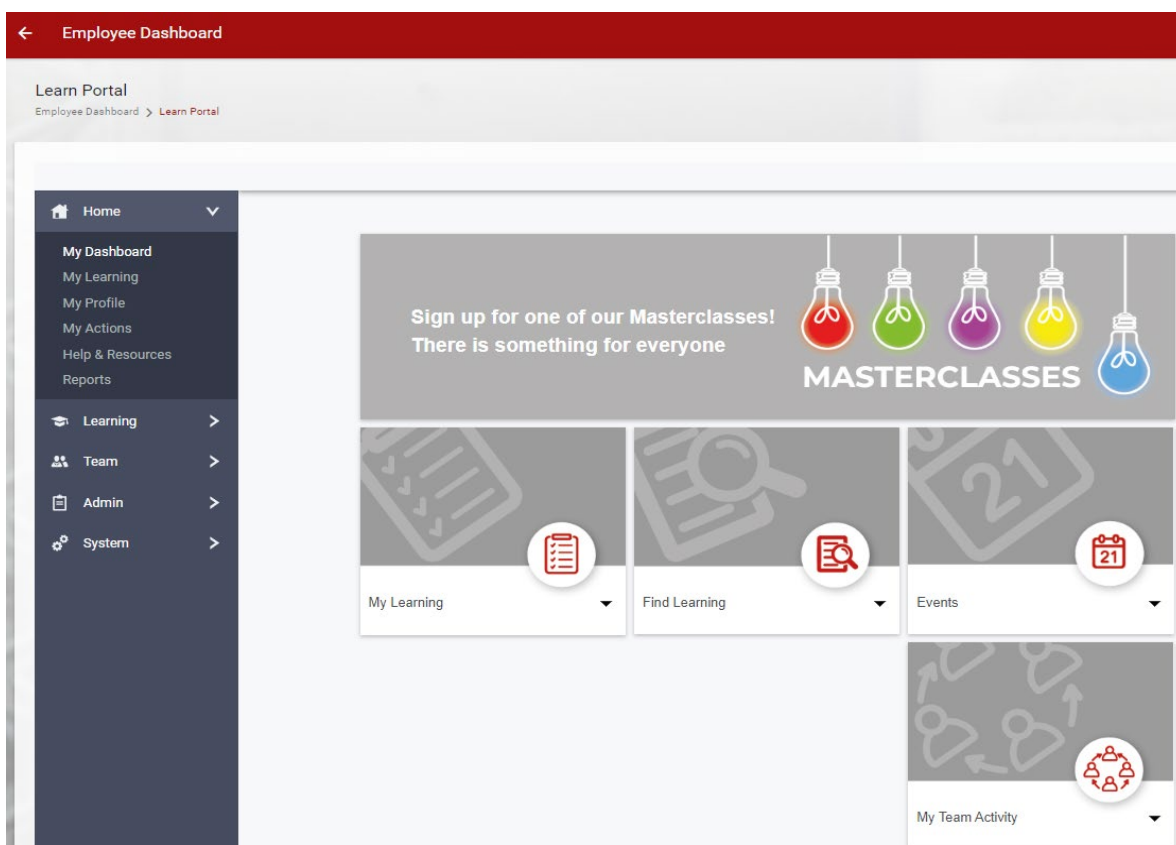 Employee Dashboard
Learn Portal
Employee Dashboard > Learn Portal
Home
My Dashboard
My Learning
My Profile
My Actions
Help & Resources
Reports
Learning
Team
Admin
System
Sign up for one of our Masterclasses!
There is something for everyone
MASTERCLASSES
21
21
My Learning
Find Learning
Events
My Team Activity